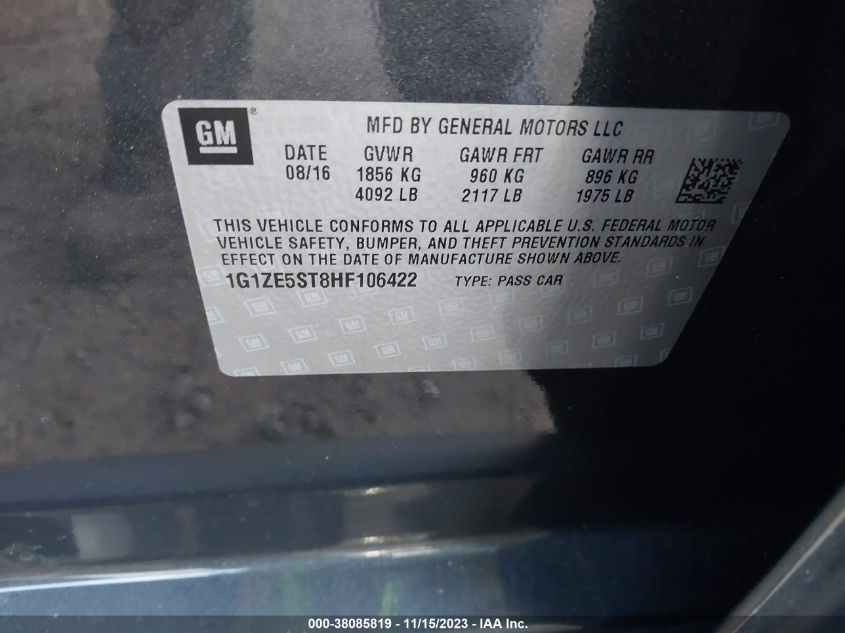 GM ®
MFD BY GENERAL MOTORS LLC
DATE GVWR GAWR FRT GAWR RR
08/16 1856 KG 960 KG 896 KG
4092 LB 2117 LB 1975 LB
THIS VEHICLE CONFORMS TO ALL APPLICABLE U.S. FEDERAL MOTOR
VEHICLE SAFETY, BUMPER, AND THEFT PREVENTION STANDARDS IN
EFFECT ON THE DATE OF MANUFACTURE SHOWN ABOVE.
1G1ZE5ST8HF106422 TYPE: PASS CAR
000-38085819 - 11/15/2023 - IAA Inc.